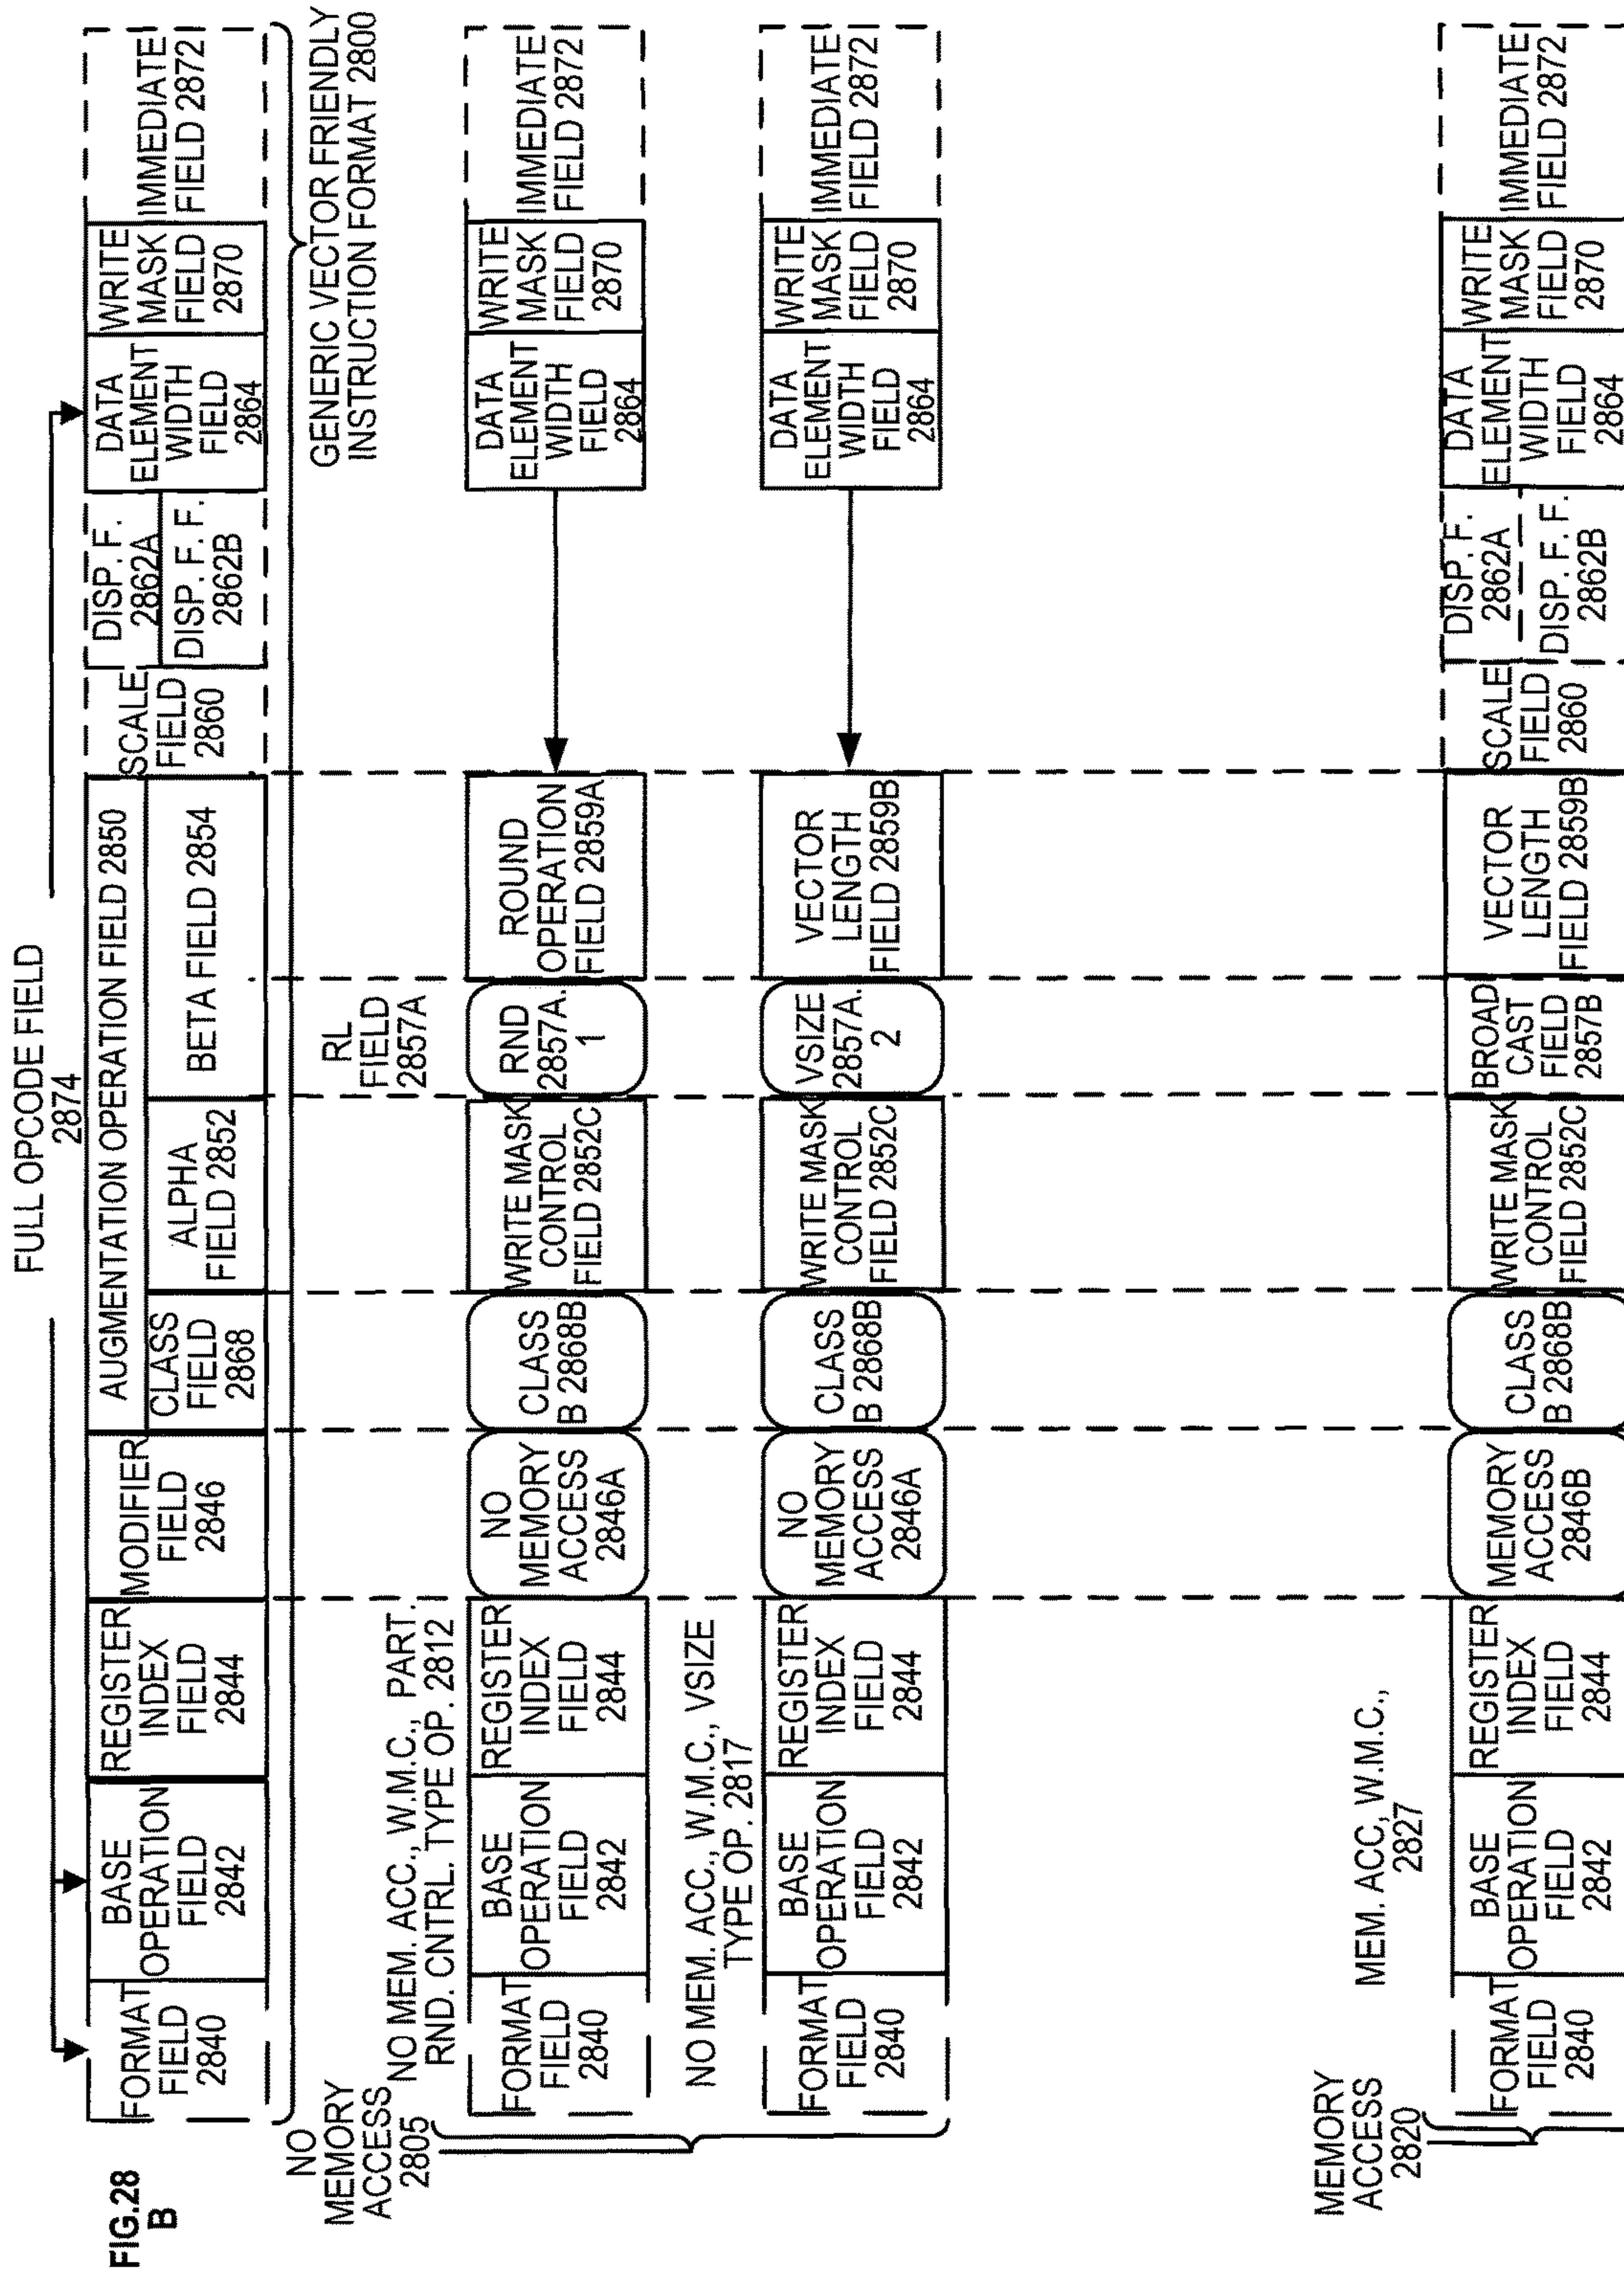 FIG.28
B
FULL OPCODE FIELD
2874
FORMAT
FIELD
2840
BASE
OPERATION
FIELD
2842
REGISTER
INDEX
FIELD
2844
MODIFIER
FIELD
2846
AUGMENTATION OPERATION FIELD 2850
CLASS
FIELD
2868
ALPHA
FIELD 2852
BETA FIELD 2854
SCALE
FIELD
2860
DISP. F.
2862A
DISP. F. F.
2862B
DATA
ELEMENT
WIDTH
FIELD
2864
WRITE
MASK
FIELD
2870
IMMEDIATE
FIELD 2872
GENERIC VECTOR FRIENDLY
INSTRUCTION FORMAT 2800
NO
MEMORY
ACCESS
2805
NO MEM. ACC., W.M.C., PART.
RND. CNTRL. TYPE OP. 2812
RL
FIELD
2857A
FORMAT
FIELD
2840
BASE
OPERATION
FIELD
2842
REGISTER
INDEX
FIELD
2844
NO
MEMORY
ACCESS
2846A
CLASS
B 2868B
WRITE MASK
CONTROL
FIELD 2852C
RND
2857A.
1
ROUND
OPERATION
FIELD 2859A
DATA
ELEMENT
WIDTH
FIELD
2864
WRITE
MASK
FIELD
2870
IMMEDIATE
FIELD 2872
NO MEM. ACC., W.M.C., VSIZE
TYPE OP. 2817
FORMAT
FIELD
2840
BASE
OPERATION
FIELD
2842
REGISTER
INDEX
FIELD
2844
NO
MEMORY
ACCESS
2846A
CLASS
B 2868B
WRITE MASK
CONTROL
FIELD 2852C
VSIZE
2857A.
2
VECTOR
LENGTH
FIELD 2859B
DATA
ELEMENT
WIDTH
FIELD
2864
WRITE
MASK
FIELD
2870
IMMEDIATE
FIELD 2872
MEMORY
ACCESS
2820
MEM. ACC, W.M.C.,
2827
FORMAT
FIELD
2840
BASE
OPERATION
FIELD
2842
REGISTER
INDEX
FIELD
2844
MEMORY
ACCESS
2846B
CLASS
B 2868B
WRITE MASK
CONTROL
FIELD 2852C
BROAD
CAST
FIELD
2857B
VECTOR
LENGTH
FIELD 2859B
SCALE
FIELD
2860
DISP. F.
2862A
DISP. F. F.
2862B
DATA
ELEMENT
WIDTH
FIELD
2864
WRITE
MASK
FIELD
2870
IMMEDIATE
FIELD 2872